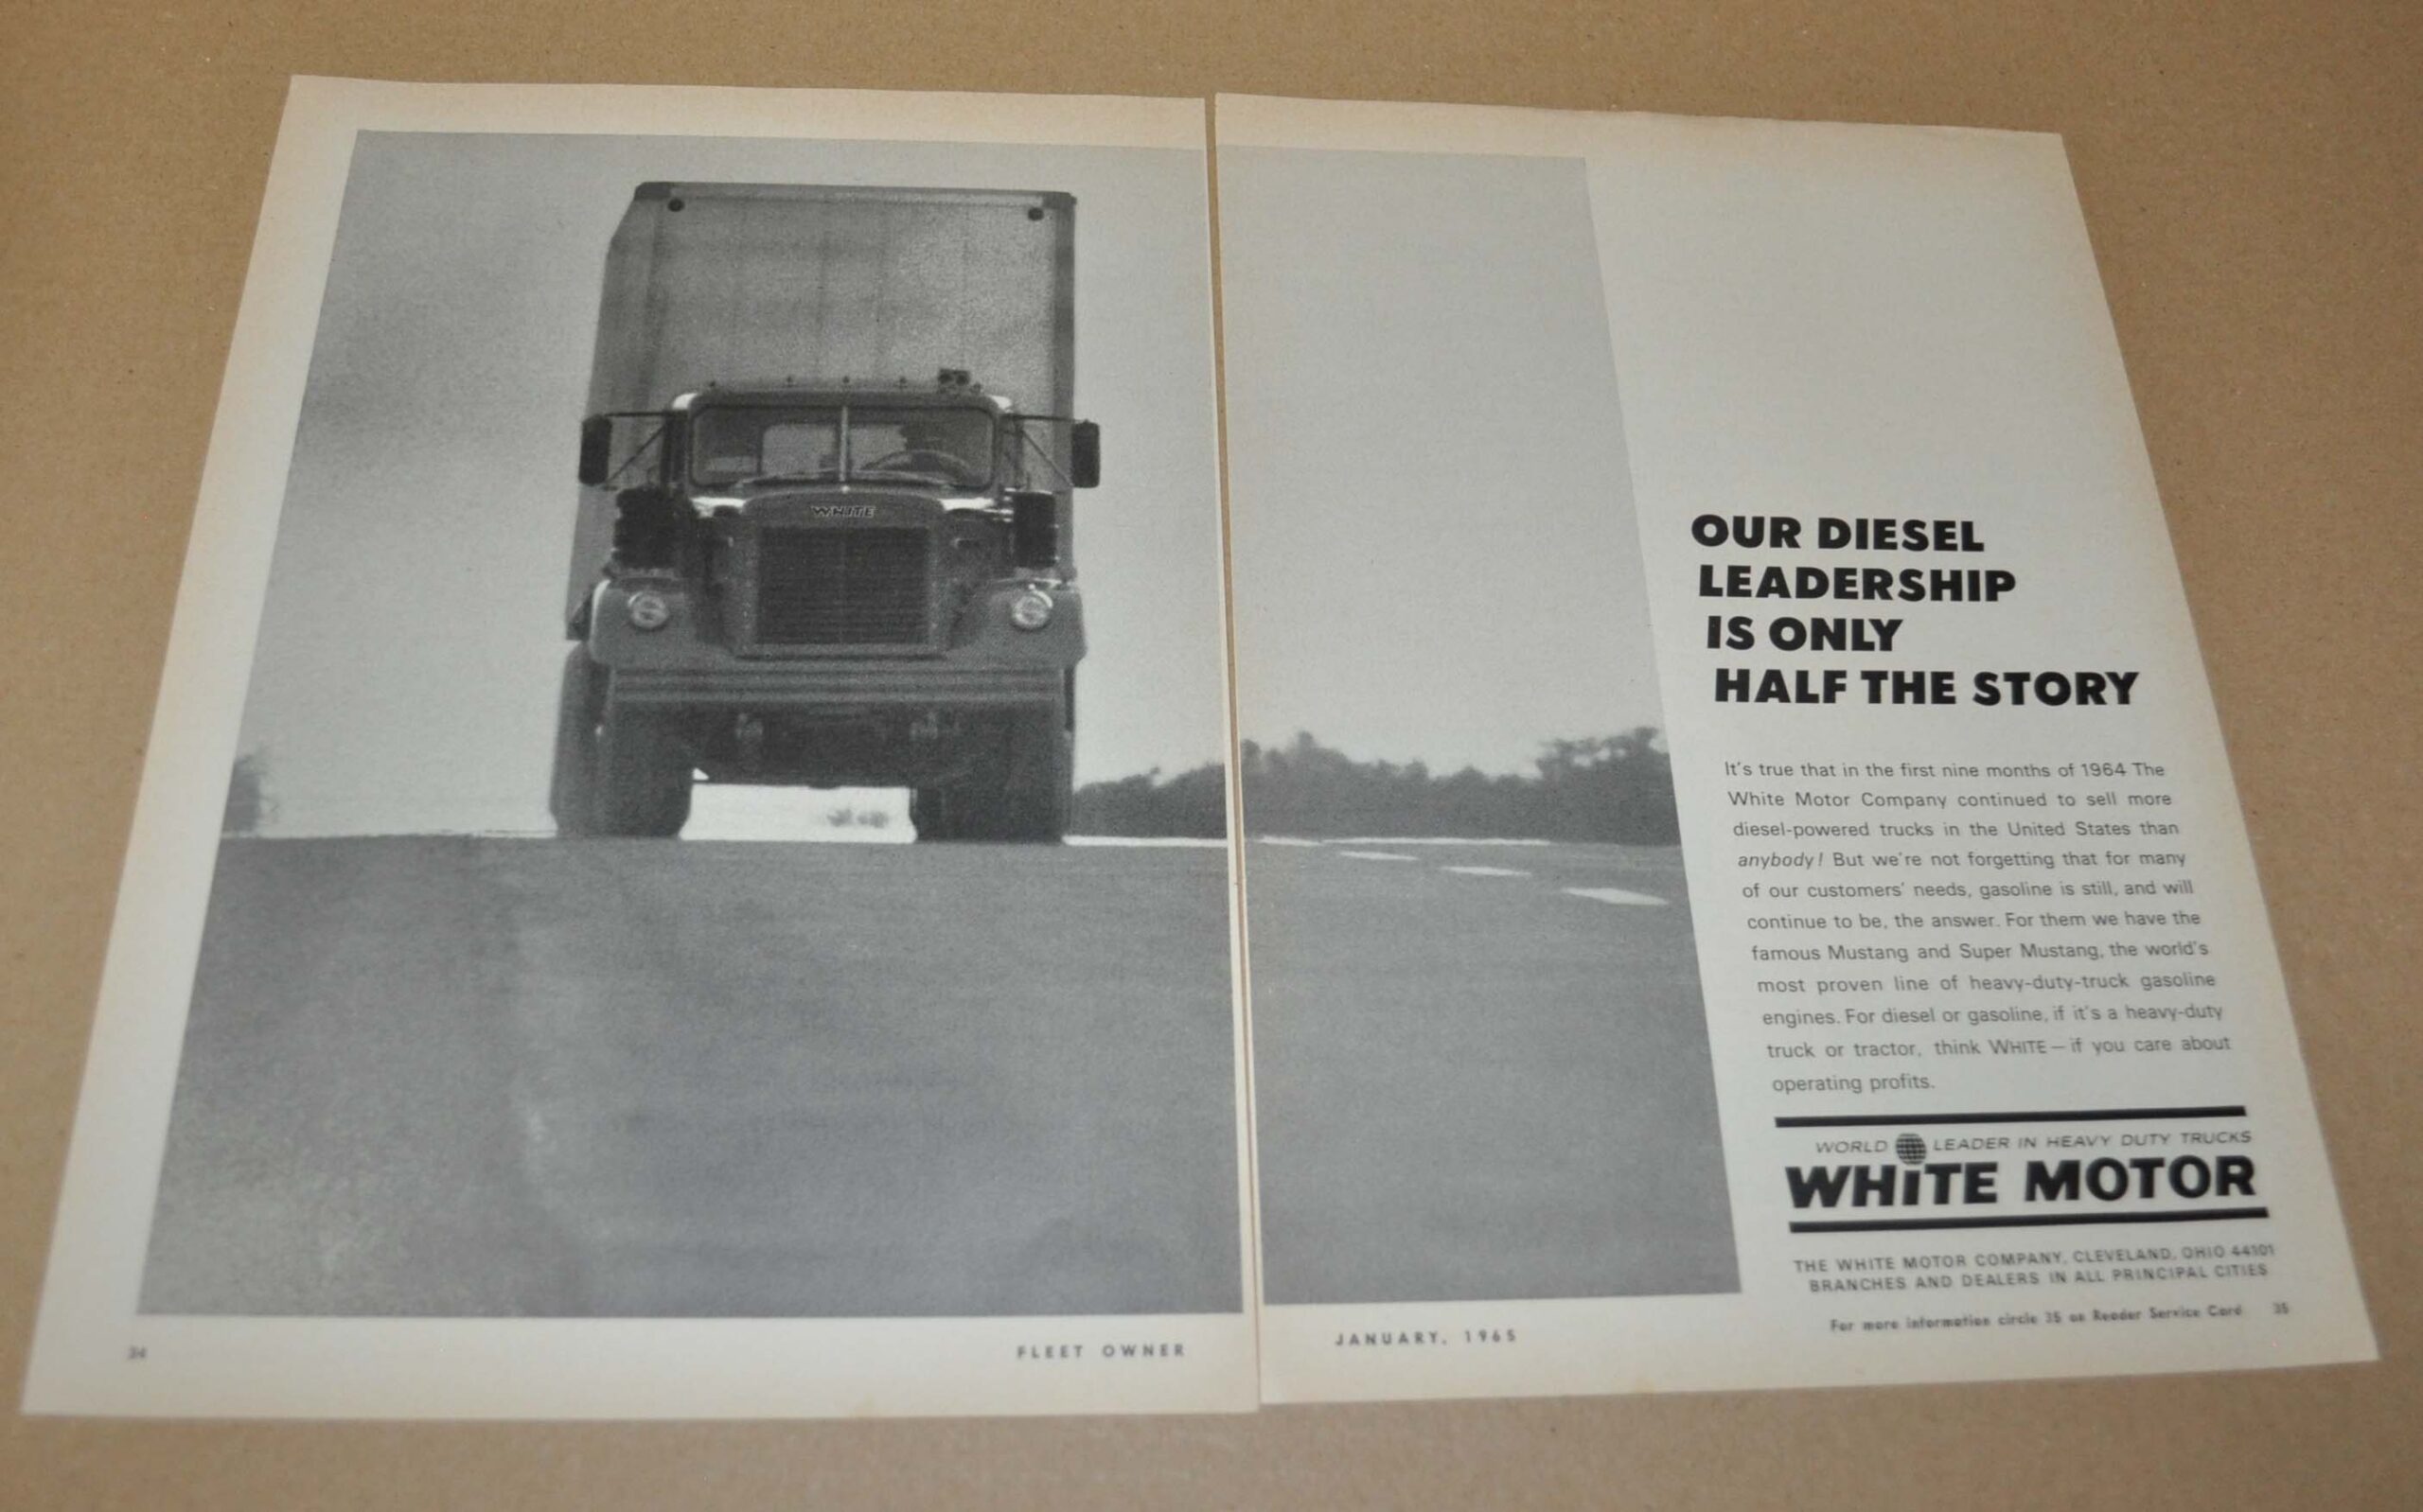 WHITE
OUR DIESEL
LEADERSHIP
IS ONLY
HALF THE STORY
It's true that in the first nine months of 1964 The
White Motor Company continued to sell more
diesel-powered trucks in the United States than
anybody! But we're not forgetting that for many
of our customers' needs, gasoline is still, and will
continue to be, the answer. For them we have the
famous Mustang and Super Mustang, the world's
most proven line of heavy-duty-truck gasoline
engines. For diesel or gasoline, if it's a heavy-duty
truck or tractor, think WHITE — if you care about
operating profits.
WORLD LEADER IN HEAVY DUTY TRUCKS
WHiTE MOTOR
THE WHITE MOTOR COMPANY, CLEVELAND, OHIO 44101
BRANCHES AND DEALERS IN ALL PRINCIPAL CITIES
For more information circle 35 on Reader Service Card 35
34 FLEET OWNER
JANUARY, 1965